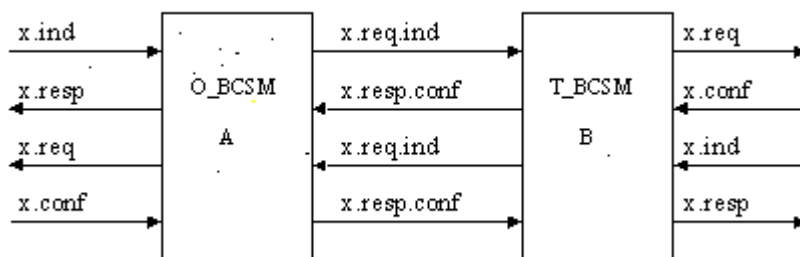 x.ind x.req.ind x.req
x.resp O_BCSM x.resp.conf T_BCSM x.conf
x.req A x.req.ind B x.ind
x.conf x.resp.conf x.resp